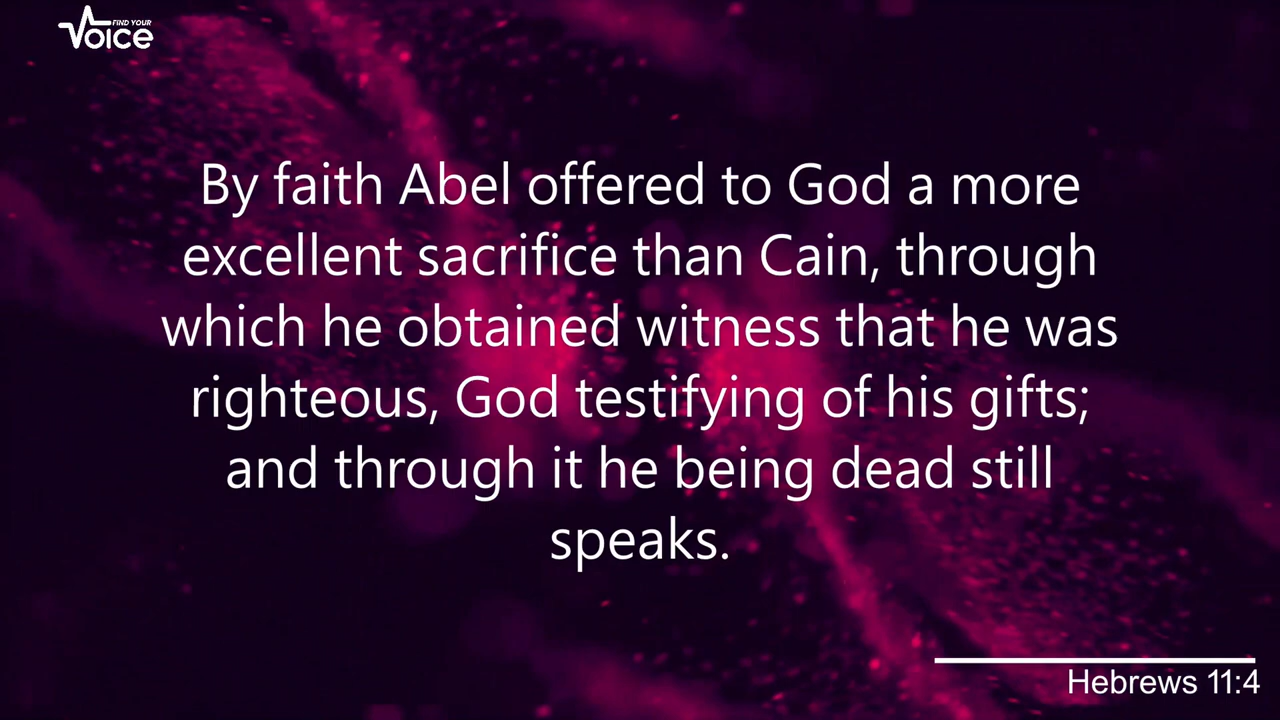 FIND YOUR
Voice
By faith Abel offered to God a more
excellent sacrifice than Cain, through
which he obtained witness that he was
righteous, God testifying of his gifts;
and through it he being dead still
speaks.
Hebrews 11:4